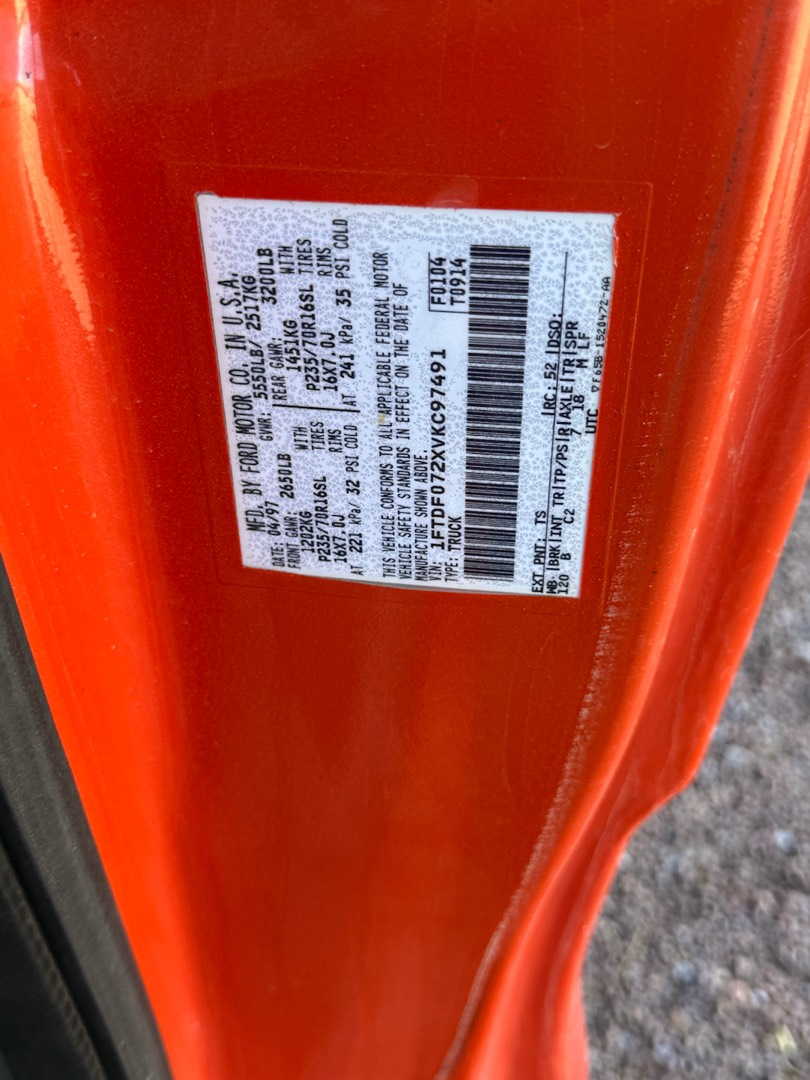 MFD. BY FORD MOTOR CO. IN U.S.A.
DATE: 04/97 GVWR: 5550LB/ 2517KG
FRONT GAWR: 2650LB REAR GAWR: 3200LB
1202KG WITH 1451KG WITH
P235/70R16SL TIRES P235/70R16SL TIRES
16X7.0J RIMS 16X7.0J RIMS
AT 221 kPa/ 32 PSI COLD AT 241 kPa/ 35 PSI COLD
THIS VEHICLE CONFORMS TO ALL APPLICABLE FEDERAL MOTOR
VEHICLE SAFETY STANDARDS IN EFFECT ON THE DATE OF
MANUFACTURE SHOWN ABOVE.
VIN: 1FTDF072XVKC97491 F0104
TYPE: TRUCK T0914
EXT PNT: TS RC: 52 DSO:
WB BRK INT TR TP/PS R AXLE TR SPR
120 B C2 7 18 M LF
UTC
F65B-1520472-AA